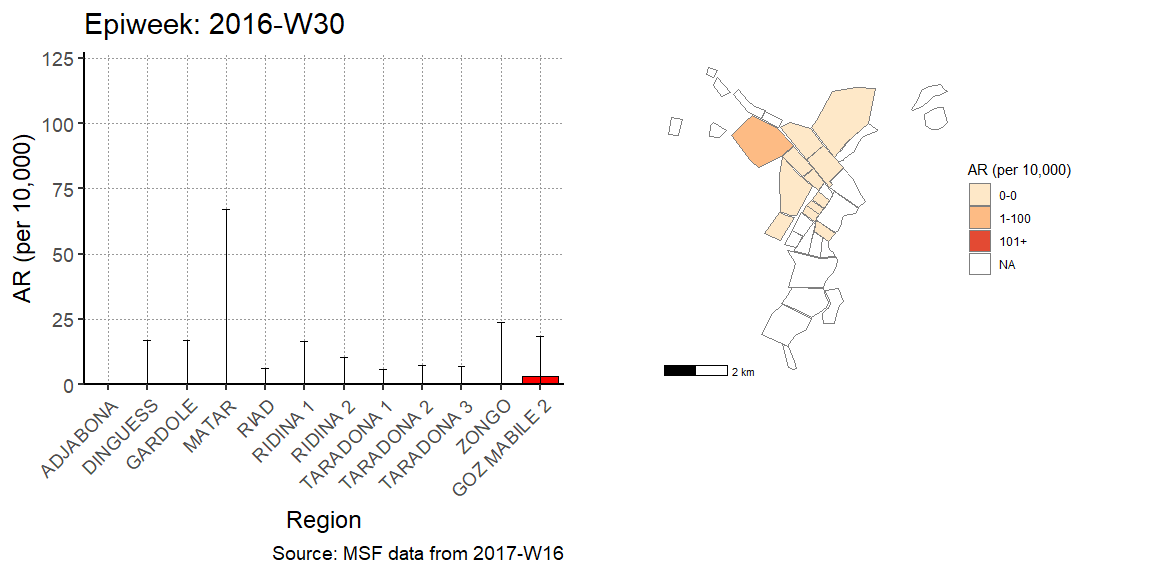 Epiweek: 2016-W30
AR (per 10,000)
125
100
75
50
25
0
ADJABONA
DINGUESS
GARDOLE
MATAR
RIAD
RIDINA 1
RIDINA 2
TARADONA 1
TARADONA 2
TARADONA 3
ZONGO
GOZ MABILE 2
Region
Source: MSF data from 2017-W16
AR (per 10,000)
0-0
1-100
101+
NA
2 km